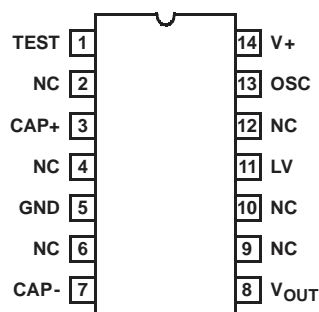 TEST 1 14 V+
NC 2 13 OSC
CAP+ 3 12 NC
NC 4 11 LV
GND 5 10 NC
NC 6 9 NC
CAP- 7 8 VOUT